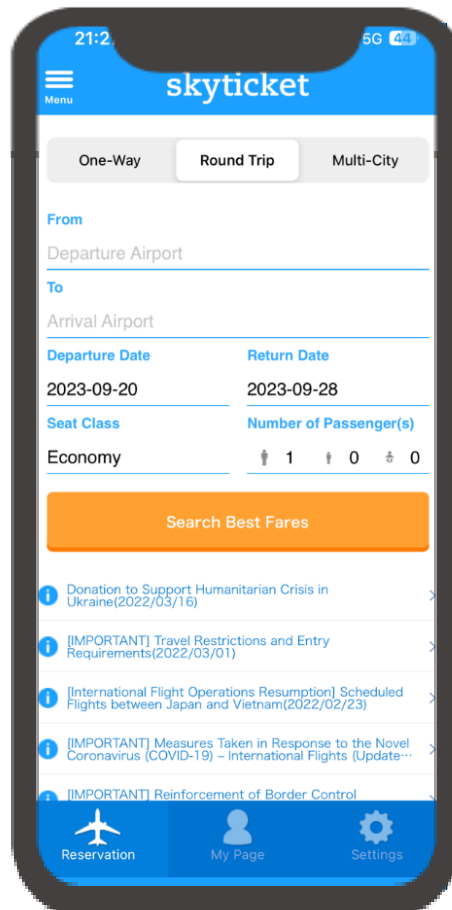 21:2
5G 44
Menu
skyticket
One-Way Round Trip Multi-City
From
Departure Airport
To
Arrival Airport
Departure Date Return Date
2023-09-20 2023-09-28
Seat Class Number of Passenger(s)
Economy 1 0 0
Search Best Fares
Donation to Support Humanitarian Crisis in
Ukraine(2022/03/16)
[IMPORTANT] Travel Restrictions and Entry
Requirements(2022/03/01)
[International Flight Operations Resumption] Scheduled
Flights between Japan and Vietnam(2022/02/23)
[IMPORTANT] Measures Taken in Response to the Novel
Coronavirus (COVID-19) – International Flights (Update…
[IMPORTANT] Reinforcement of Border Control
Reservation My Page Settings